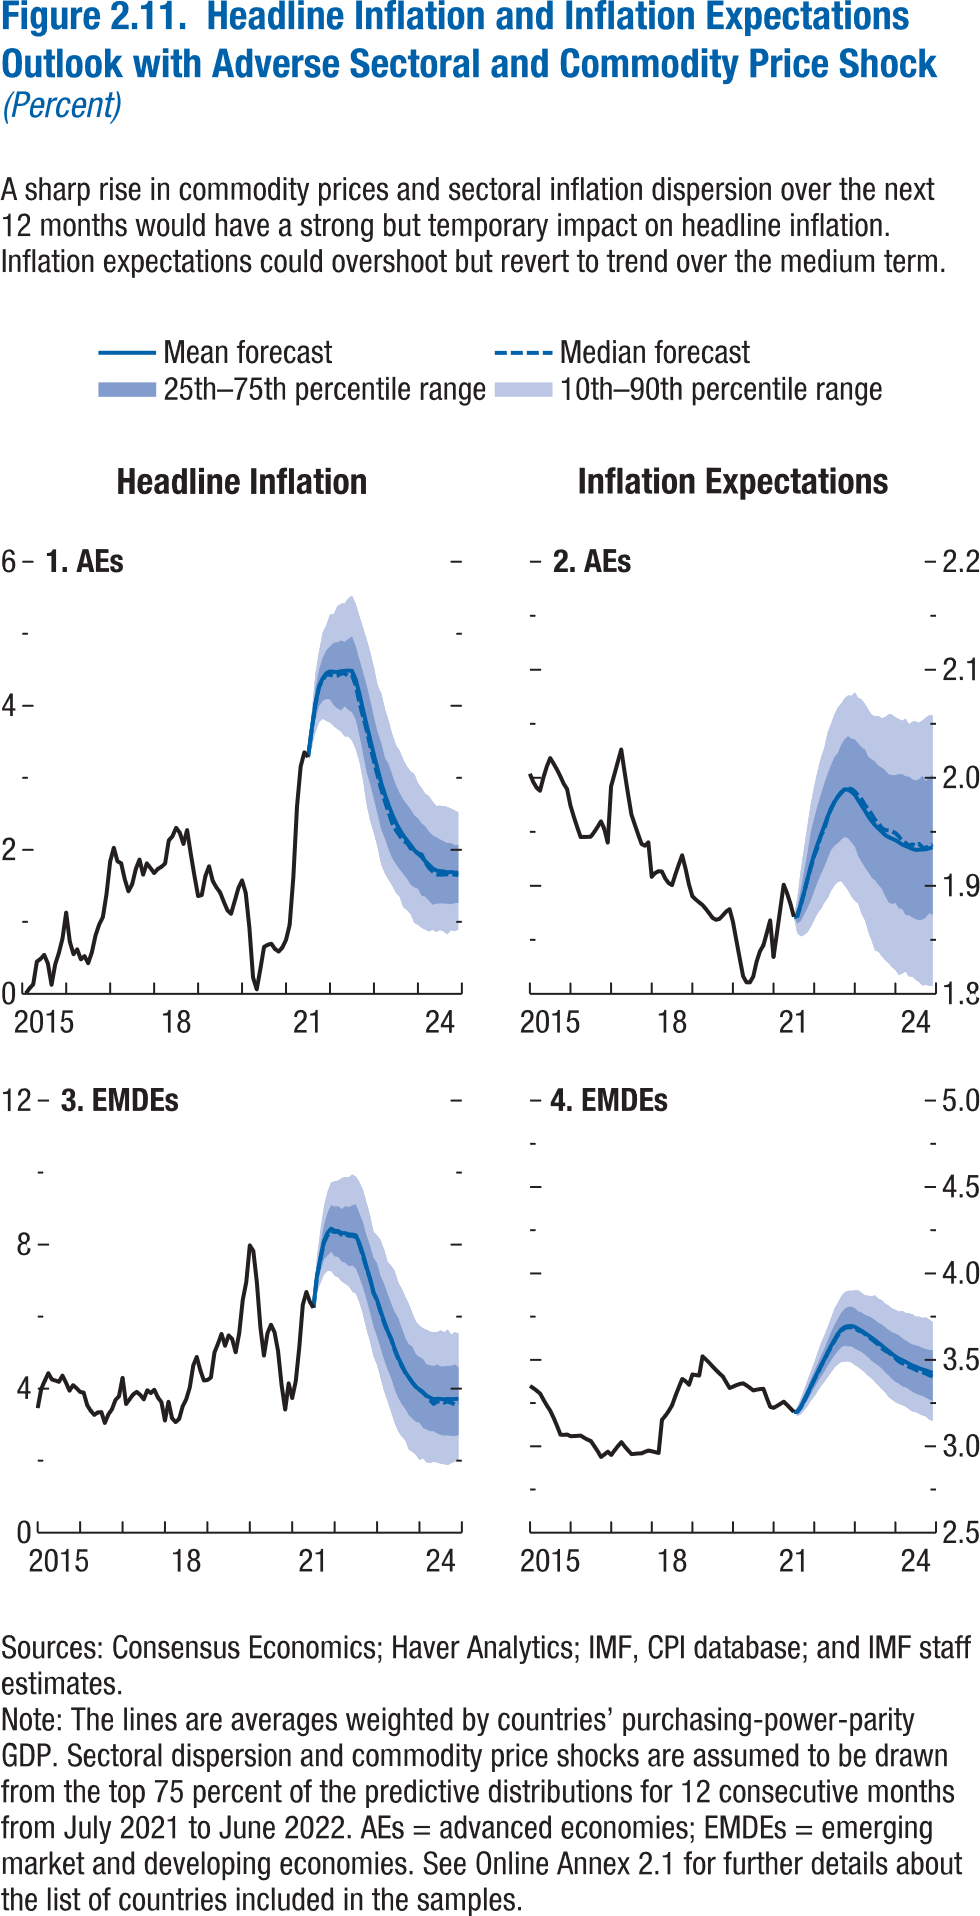 Figure 2.11.  Headline Inflation and Inflation Expectations
Outlook with Adverse Sectoral and Commodity Price Shock
(Percent)
A sharp rise in commodity prices and sectoral inflation dispersion over the next
12 months would have a strong but temporary impact on headline inflation.
Inflation expectations could overshoot but revert to trend over the medium term.
Mean forecast
Median forecast
25th–75th percentile range
10th–90th percentile range
Headline Inflation
Inflation Expectations
1. AEs
6
4
2
0
2015 18 21 24
2. AEs
2.2
2.1
2.0
1.9
1.8
2015 18 21 24
3. EMDEs
12
8
4
0
2015 18 21 24
4. EMDEs
5.0
4.5
4.0
3.5
3.0
2.5
2015 18 21 24
Sources: Consensus Economics; Haver Analytics; IMF, CPI database; and IMF staff
estimates.
Note: The lines are averages weighted by countries’ purchasing-power-parity
GDP. Sectoral dispersion and commodity price shocks are assumed to be drawn
from the top 75 percent of the predictive distributions for 12 consecutive months
from July 2021 to June 2022. AEs = advanced economies; EMDEs = emerging
market and developing economies. See Online Annex 2.1 for further details about
the list of countries included in the samples.